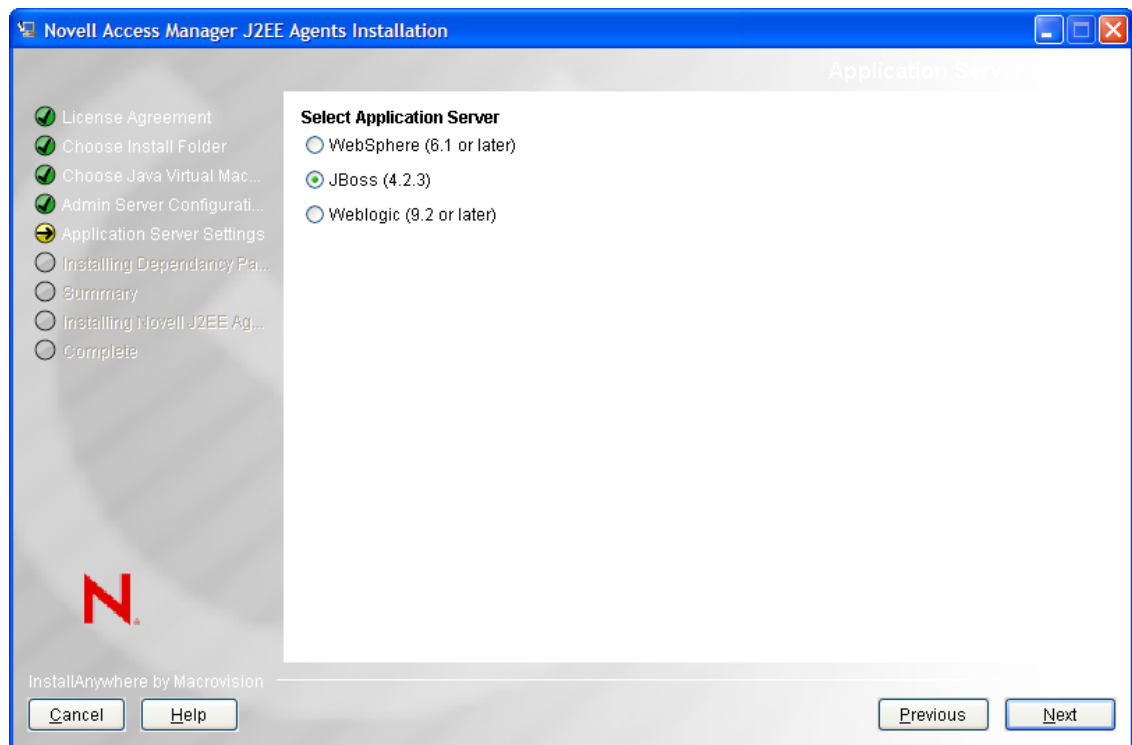 Novell Access Manager J2EE Agents Installation
Application Server
License Agreement
Choose Install Folder
Choose Java Virtual Mac...
Admin Server Configurati...
Application Server Settings
Installing Dependancy Pa...
Summary
Installing Novell J2EE Ag...
Complete
Select Application Server
WebSphere (6.1 or later)
JBoss (4.2.3)
Weblogic (9.2 or later)
N
InstallAnywhere by Macrovision
Cancel
Help
Previous
Next